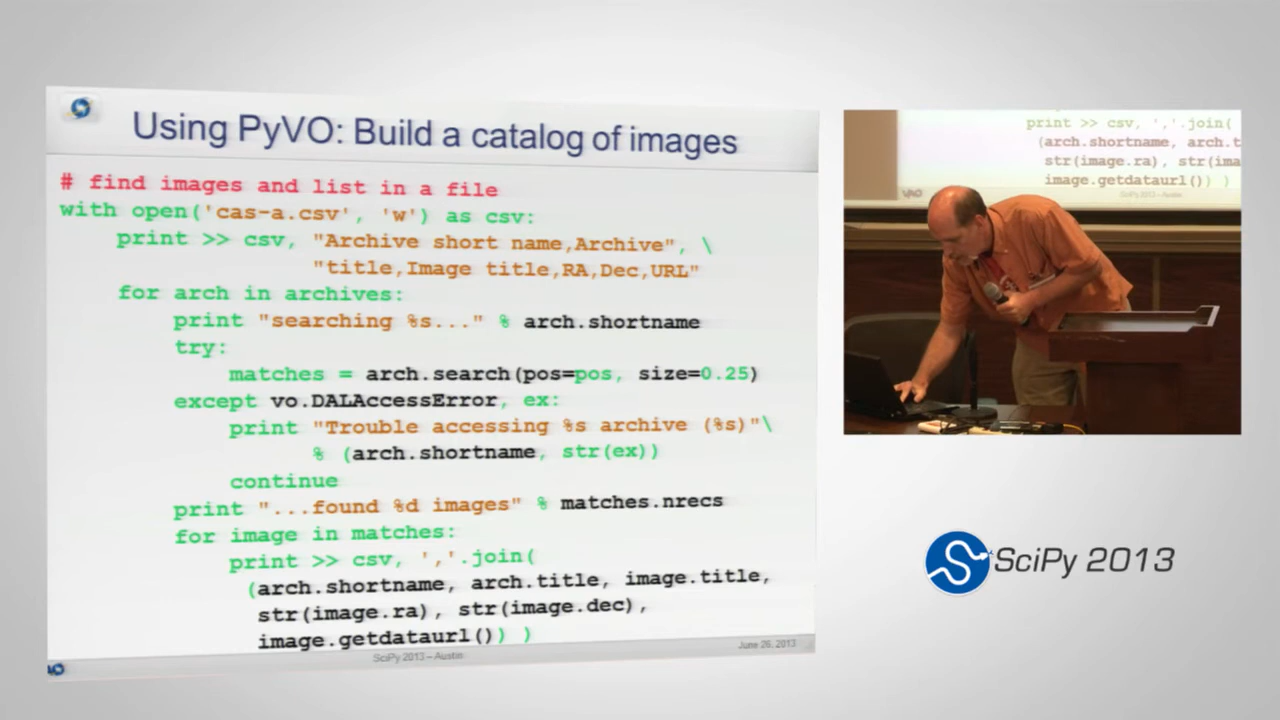 Using PyVO: Build a catalog of images
# find images and list in a file
with open('cas-a.csv', 'w') as csv:
print >> csv, "Archive short name,Archive", \
"title,Image title,RA,Dec,URL"
for arch in archives:
print "searching %s..." % arch.shortname
try:
matches = arch.search(pos=pos, size=0.25)
except vo.DALAccessError, ex:
print "Trouble accessing %s archive (%s)"\
% (arch.shortname, str(ex))
continue
print "...found %d images" % matches.nrecs
for image in matches:
print >> csv, ','.join(
(arch.shortname, arch.title, image.title,
str(image.ra), str(image.dec),
image.getdataurl()) )
SciPy 2013 – Austin
June 26, 2013
print >> csv, ','.join(
(arch.shortname, arch.t
str(image.ra), str(ima
image.getdataurl()) )
VAO
SciPy 2013 – Austin
SciPy 2013